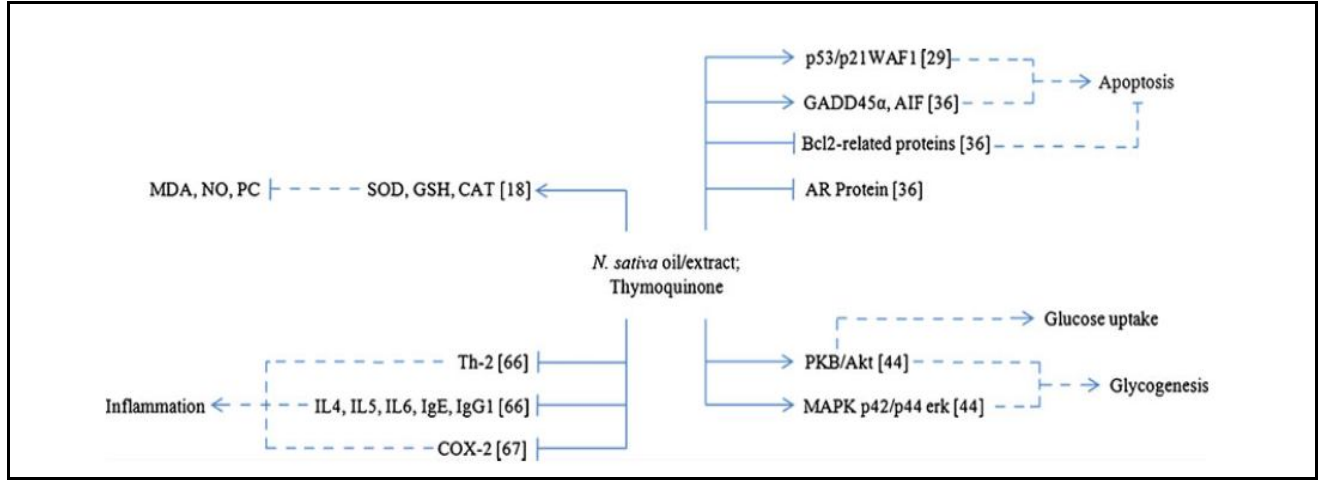 p53/p21WAF1 [29]
Apoptosis
GADD45α, AIF [36]
Bcl2-related proteins [36]
MDA, NO, PC
SOD, GSH, CAT [18]
AR Protein [36]
N. sativa oil/extract;
Thymoquinone
Glucose uptake
Th-2 [66]
PKB/Akt [44]
Glycogenesis
Inflammation
IL4, IL5, IL6, IgE, IgG1 [66]
MAPK p42/p44 erk [44]
COX-2 [67]